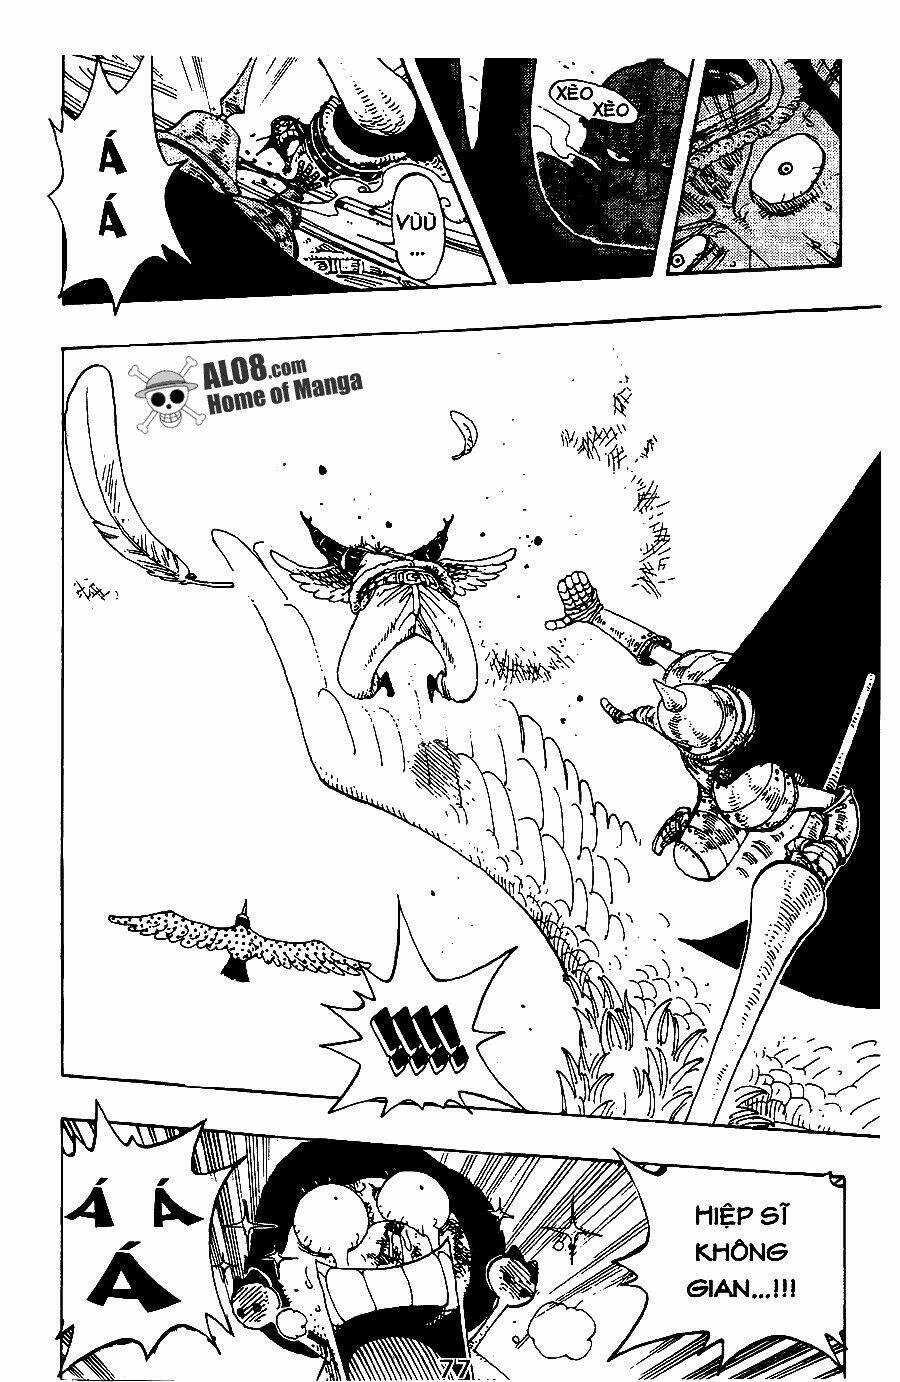 Á
Á
VÙÙ
...
XÈO
XÈO
ALO8.com
Home of Manga
!!!!
Á Á
Á
HIỆP SĨ
KHÔNG
GIAN...!!!
77